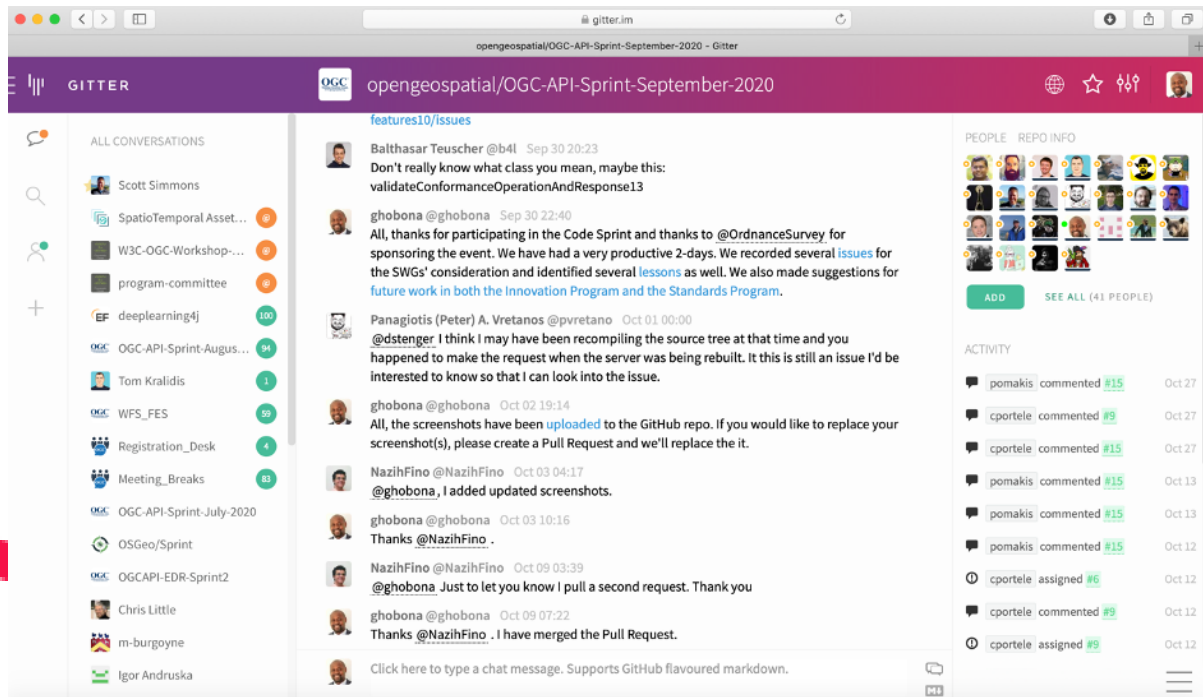 gitter.im
opengeospatial/OGC-API-Sprint-September-2020 - Gitter
GITTER
OGC
opengeospatial/OGC-API-Sprint-September-2020
ALL CONVERSATIONS
Scott Simmons
SpatioTemporal Asset... @
W3C-OGC-Workshop-... @
program-committee @
EF deeplearning4j 100
OGC OGC-API-Sprint-Augus... 94
Tom Kralidis 1
OGC WFS_FES 59
Registration_Desk 4
Meeting_Breaks 83
OGC OGC-API-Sprint-July-2020
OSGeo/Sprint
OGC OGCAPI-EDR-Sprint2
Chris Little
m-burgoyne
Igor Andruska
features10/issues
Balthasar Teuscher @b4l Sep 30 20:23
Don't really know what class you mean, maybe this:
validateConformanceOperationAndResponse13
ghobona @ghobona Sep 30 22:40
All, thanks for participating in the Code Sprint and thanks to @OrdnanceSurvey for
sponsoring the event. We have had a very productive 2-days. We recorded several issues for
the SWGs' consideration and identified several lessons as well. We also made suggestions for
future work in both the Innovation Program and the Standards Program.
Panagiotis (Peter) A. Vretanos @pvretano Oct 01 00:00
@dstenger I think I may have been recompiling the source tree at that time and you
happened to make the request when the server was being rebuilt. It this is still an issue I'd be
interested to know so that I can look into the issue.
ghobona @ghobona Oct 02 19:14
All, the screenshots have been uploaded to the GitHub repo. If you would like to replace your
screenshot(s), please create a Pull Request and we'll replace the it.
NazihFino @NazihFino Oct 03 04:17
@ghobona , I added updated screenshots.
ghobona @ghobona Oct 03 10:16
Thanks @NazihFino .
NazihFino @NazihFino Oct 09 03:39
@ghobona Just to let you know I pull a second request. Thank you
ghobona @ghobona Oct 09 07:22
Thanks @NazihFino . I have merged the Pull Request.
Click here to type a chat message. Supports GitHub flavoured markdown.
PEOPLE REPO INFO
ADD SEE ALL (41 PEOPLE)
ACTIVITY
pomakis commented #15 Oct 27
cportele commented #9 Oct 27
cportele commented #15 Oct 27
pomakis commented #15 Oct 13
pomakis commented #15 Oct 13
pomakis commented #15 Oct 12
cportele assigned #6 Oct 12
cportele commented #9 Oct 12
cportele assigned #9 Oct 12